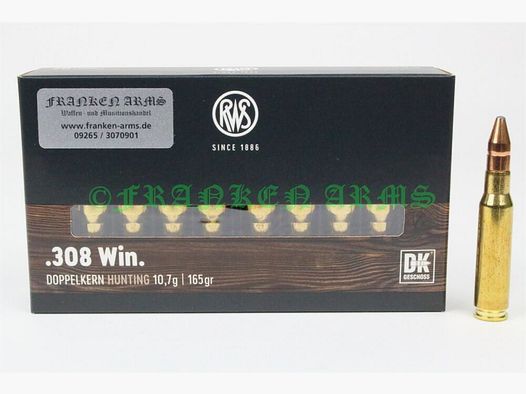 FRANKEN ARMS
Waffen- und Munitionshandel
www.franken-arms.de
09265 / 3070901
RWS
SINCE 1886
© FRANKEN ARMS
.308 Win.
DOPPELKERN HUNTING 10,7g | 165gr
DK
GESCHOSS